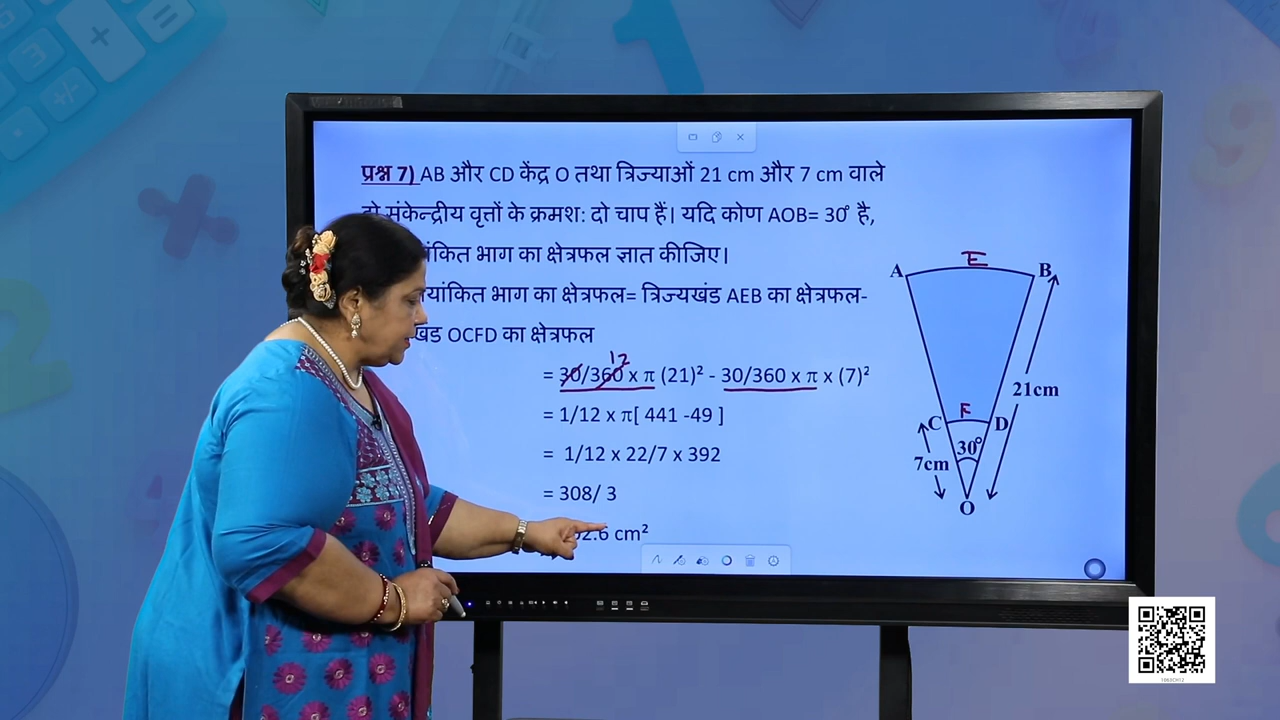 प्रश्न 7) AB और CD केंद्र O तथा त्रिज्याओं 21 cm और 7 cm वाले
संकेन्द्रीय वृत्तों के क्रमश: दो चाप हैं। यदि कोण AOB= 30° है,
भाग का क्षेत्रफल ज्ञात कीजिए।
भाग का क्षेत्रफल= त्रिज्यखंड AEB का क्षेत्रफल-
OCFD का क्षेत्रफल
12
= 30/360 x π (21)² - 30/360 x π x (7)²
= 1/12 x π[ 441 -49 ]
= 1/12 x 22/7 x 392
= 308/ 3
cm²
E
A
B
21cm
F
C
D
30°
7cm
O
1063CH12